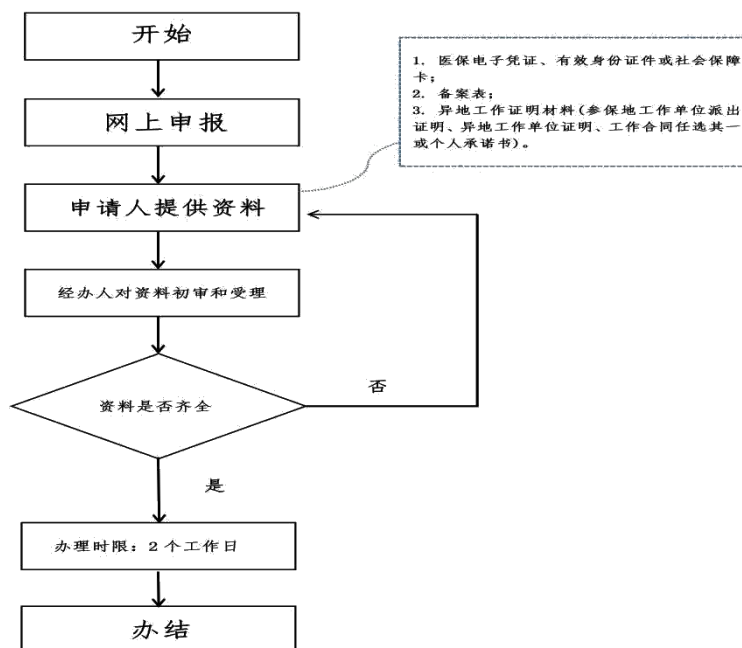 开始
网上申报
申请人提供资料
1. 医保电子凭证、有效身份证件或社会保障
卡；
2. 备案表；
3. 异地工作证明材料(参保地工作单位派出
证明、异地工作单位证明、工作合同任选其一
或个人承诺书)。
经办人对资料初审和受理
资料是否齐全
否
是
办理时限：2 个工作日
办结